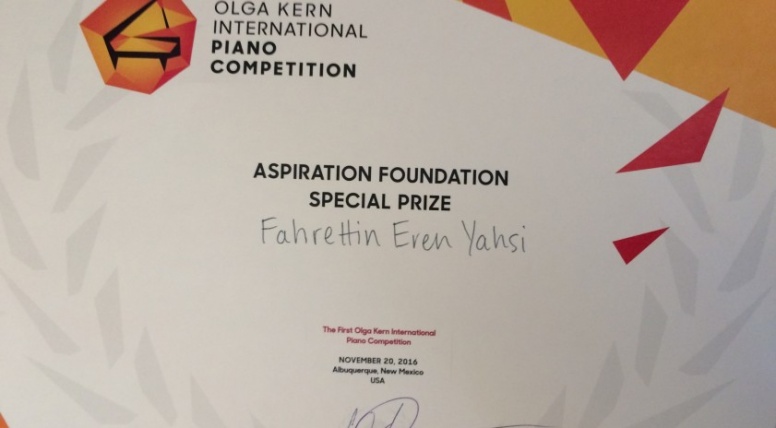 OLGA KERN
INTERNATIONAL
PIANO
COMPETITION
ASPIRATION FOUNDATION
SPECIAL PRIZE
Fahrettin Eren Yahsi
The First Olga Kern International
Piano Competition
NOVEMBER 20, 2016
Albuquerque, New Mexico
USA